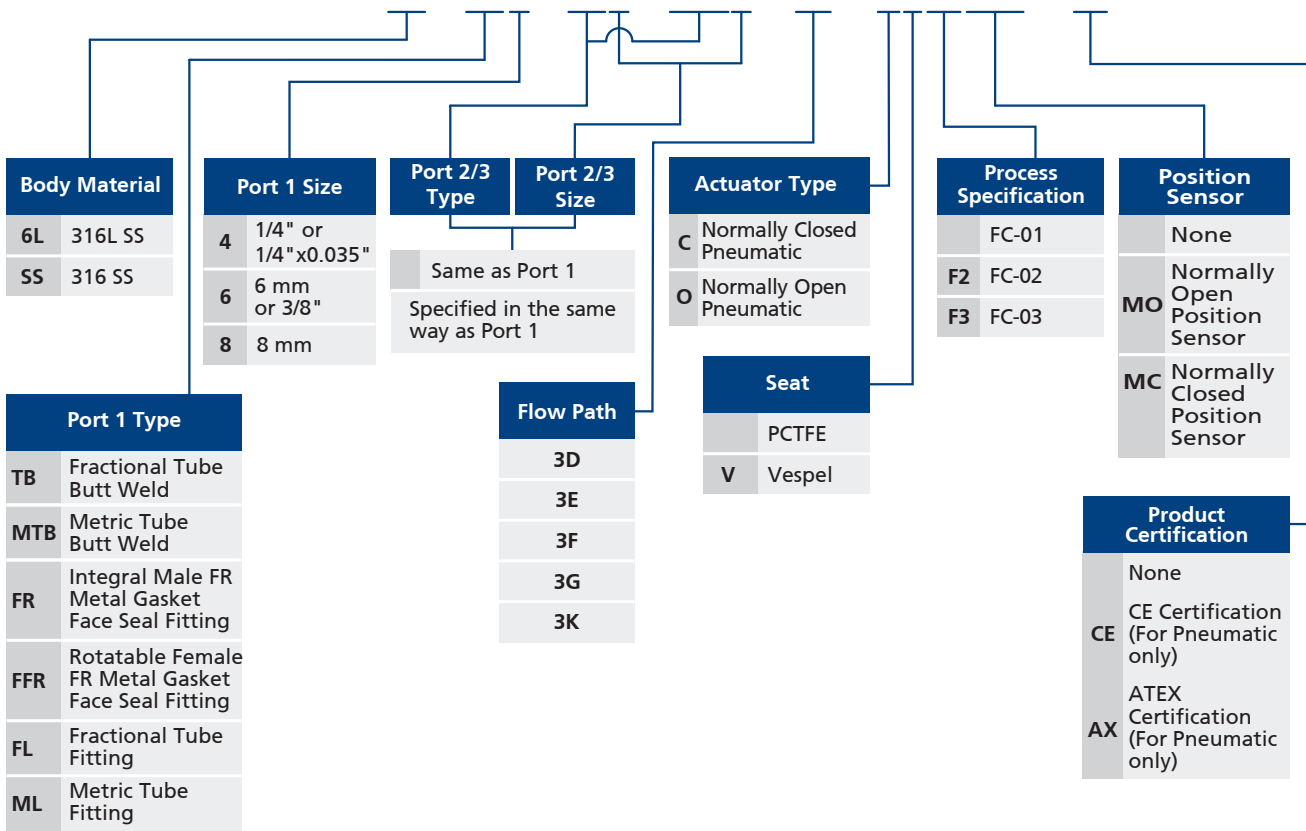 Body Material
6L 316L SS
SS 316 SS
Port 1 Size
4 1/4" or
1/4"x0.035"
6 6 mm
or 3/8"
8 8 mm
Port 2/3
Type
Port 2/3
Size
Same as Port 1
Specified in the same
way as Port 1
Actuator Type
C Normally Closed
Pneumatic
O Normally Open
Pneumatic
Process
Specification
FC-01
F2 FC-02
F3 FC-03
Position
Sensor
None
MO Normally
Open
Position
Sensor
MC Normally
Closed
Position
Sensor
Port 1 Type
TB Fractional Tube
Butt Weld
MTB Metric Tube
Butt Weld
FR Integral Male FR
Metal Gasket
Face Seal Fitting
FFR Rotatable Female
FR Metal Gasket
Face Seal Fitting
FL Fractional Tube
Fitting
ML Metric Tube
Fitting
Flow Path
3D
3E
3F
3G
3K
Seat
PCTFE
V Vespel
Product
Certification
None
CE CE Certification
(For Pneumatic
only)
AX ATEX
Certification
(For Pneumatic
only)